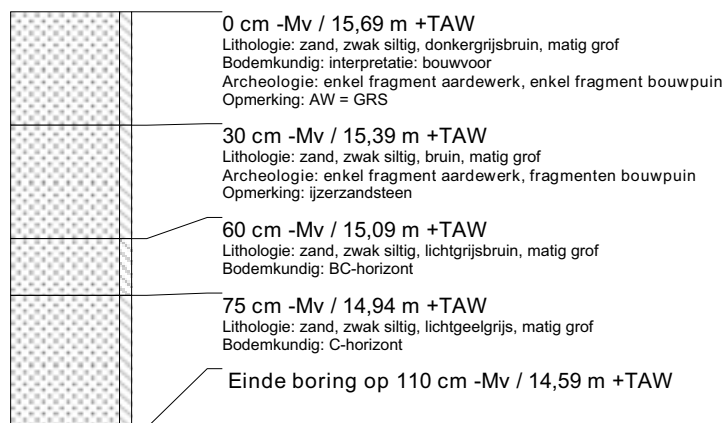 0 cm -Mv / 15,69 m +TAW
Lithologie: zand, zwak siltig, donkergrijsbruin, matig grof
Bodemkundig: interpretatie: bouwvoor
Archeologie: enkel fragment aardewerk, enkel fragment bouwpuin
Opmerking: AW = GRS
30 cm -Mv / 15,39 m +TAW
Lithologie: zand, zwak siltig, bruin, matig grof
Archeologie: enkel fragment aardewerk, fragmenten bouwpuin
Opmerking: ijzerzandsteen
60 cm -Mv / 15,09 m +TAW
Lithologie: zand, zwak siltig, lichtgrijsbruin, matig grof
Bodemkundig: BC-horizont
75 cm -Mv / 14,94 m +TAW
Lithologie: zand, zwak siltig, lichtgeelgrijs, matig grof
Bodemkundig: C-horizont
Einde boring op 110 cm -Mv / 14,59 m +TAW